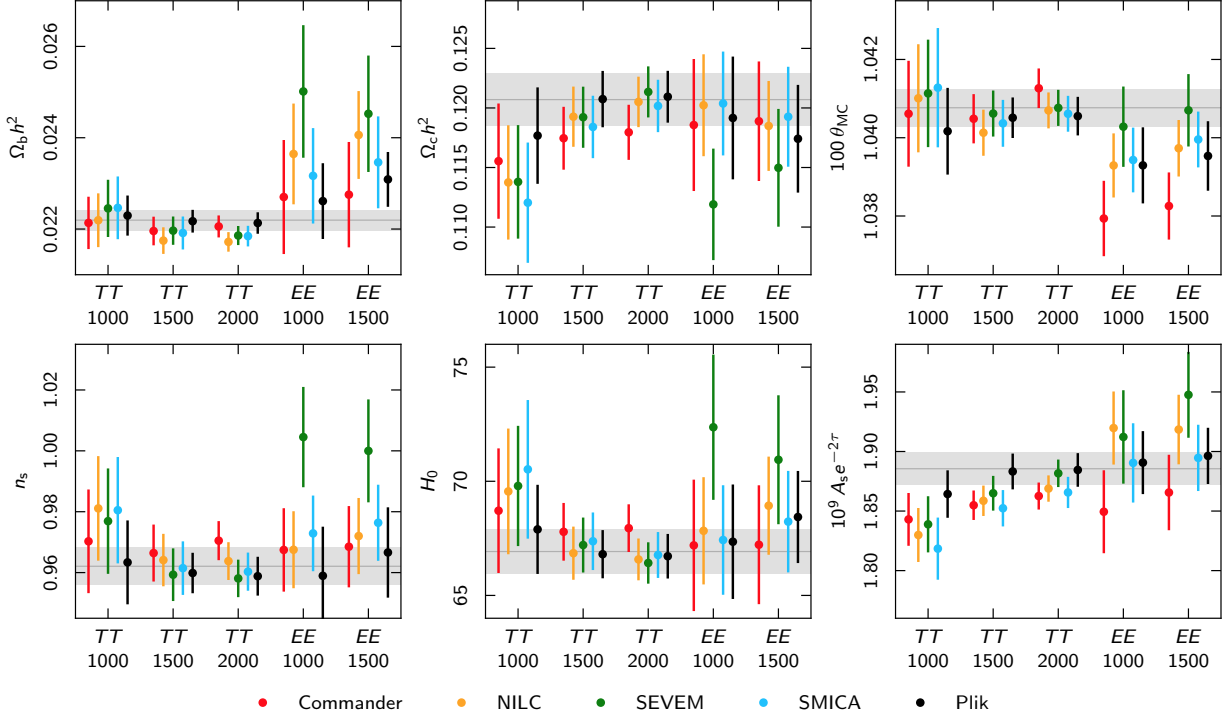 Ω_b h²
0.026
0.024
0.022
TT TT TT EE EE
1000 1500 2000 1000 1500
Ω_c h²
0.125
0.120
0.115
0.110
TT TT TT EE EE
1000 1500 2000 1000 1500
100 θ_MC
1.042
1.040
1.038
TT TT TT EE EE
1000 1500 2000 1000 1500
n_s
1.02
1.00
0.98
0.96
TT TT TT EE EE
1000 1500 2000 1000 1500
H_0
75
70
65
TT TT TT EE EE
1000 1500 2000 1000 1500
10⁹ A_s e^{−2τ}
1.95
1.90
1.85
1.80
TT TT TT EE EE
1000 1500 2000 1000 1500
Commander NILC SEVEM SMICA Plik